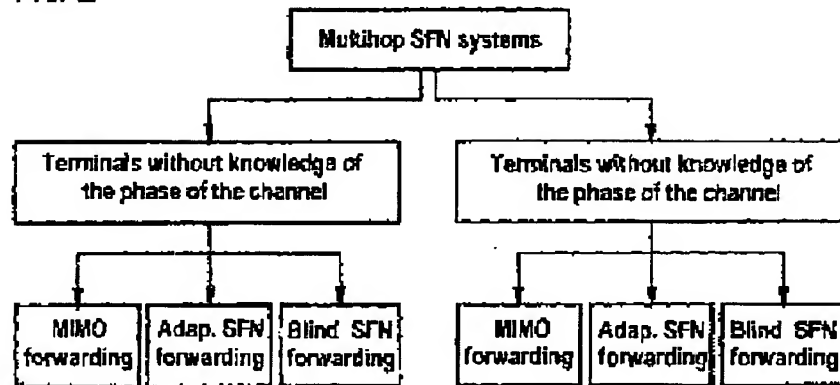 Multihop SFN systems
Terminals without knowledge of
the phase of the channel
Terminals without knowledge of
the phase of the channel
MIMO
forwarding
Adap. SFN
forwarding
Blind SFN
forwarding
MIMO
forwarding
Adap. SFN
forwarding
Blind SFN
forwarding